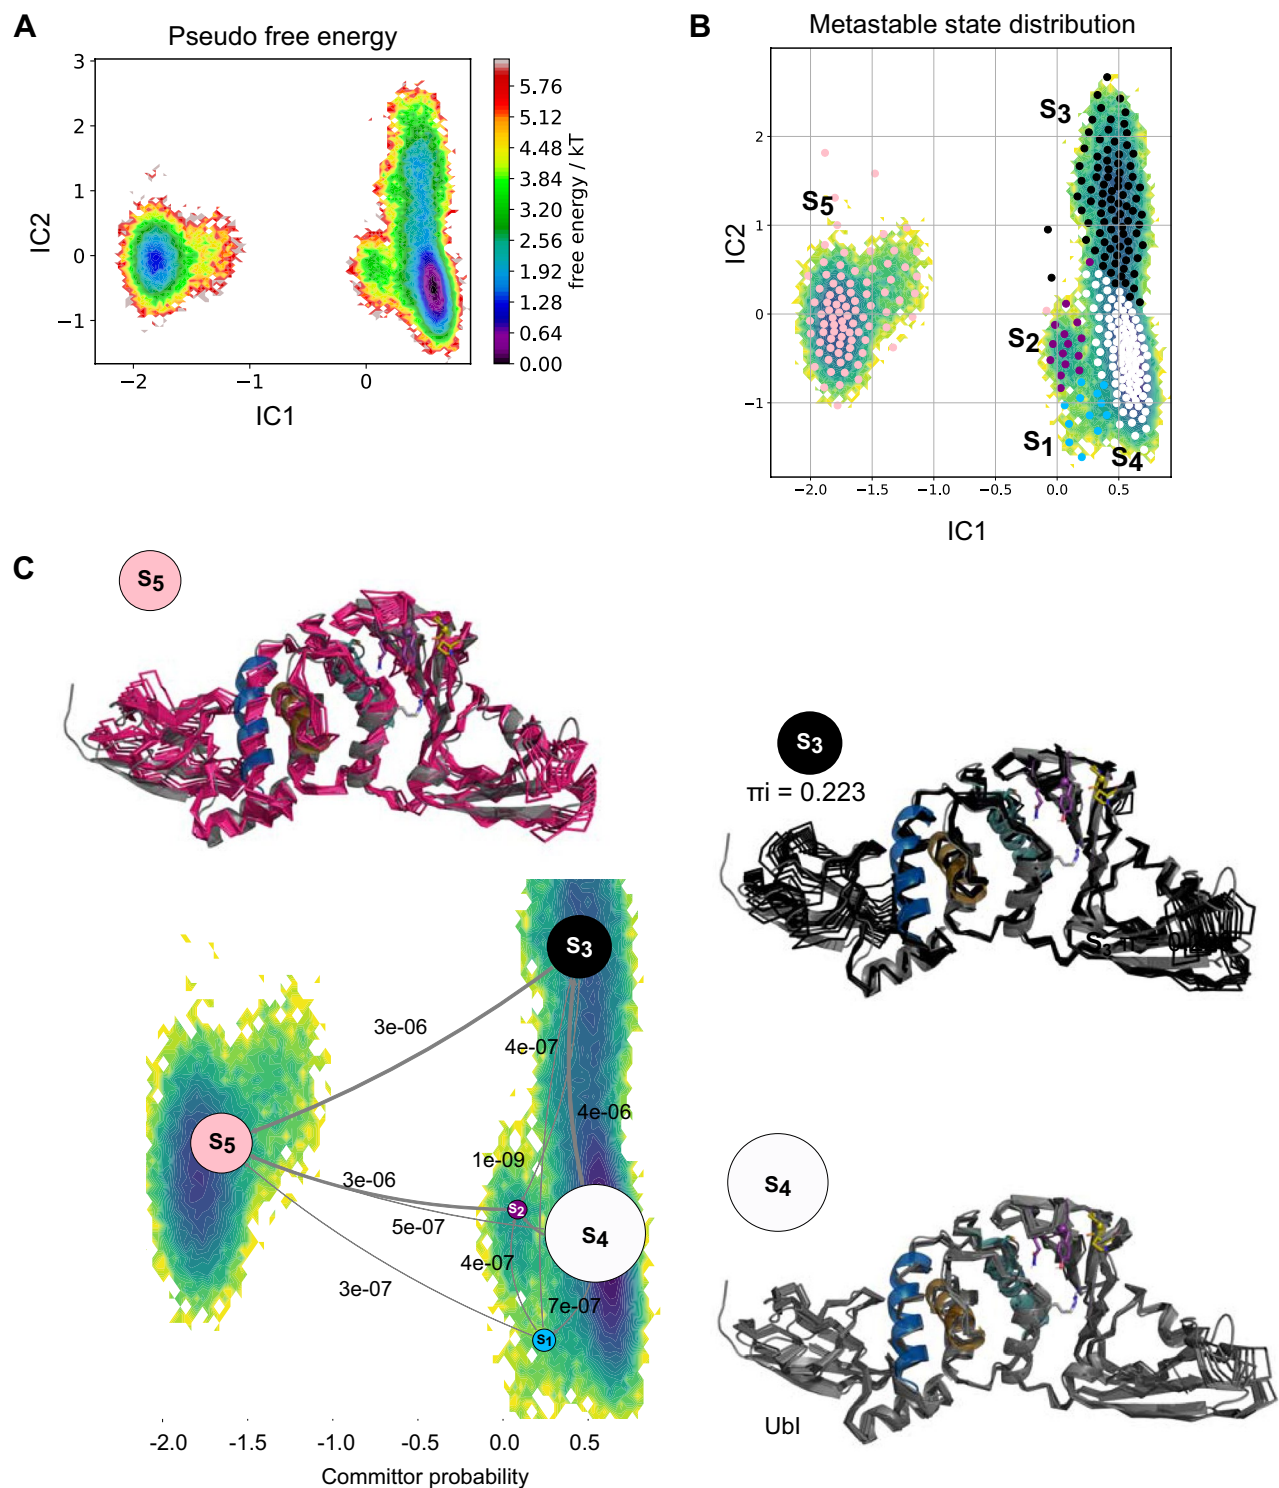 A
Pseudo free energy
3
2
1
0
−1
IC2
−2
−1
0
IC1
5.76
5.12
4.48
3.84
3.20
2.56
1.92
1.28
0.64
0.00
free energy / kT
B
Metastable state distribution
2
1
0
−1
IC2
−2.0
−1.5
−1.0
−0.5
0.0
0.5
IC1
S3
S5
S2
S1
S4
C
S5
S3
πi = 0.223
S3 π
S3
3e-06
4e-07
4e-06
S5
1e-09
3e-06
S2
5e-07
S4
4e-07
3e-07
7e-07
S1
-2.0
-1.5
-1.0
-0.5
0.0
0.5
Committor probability
S4
Ubl